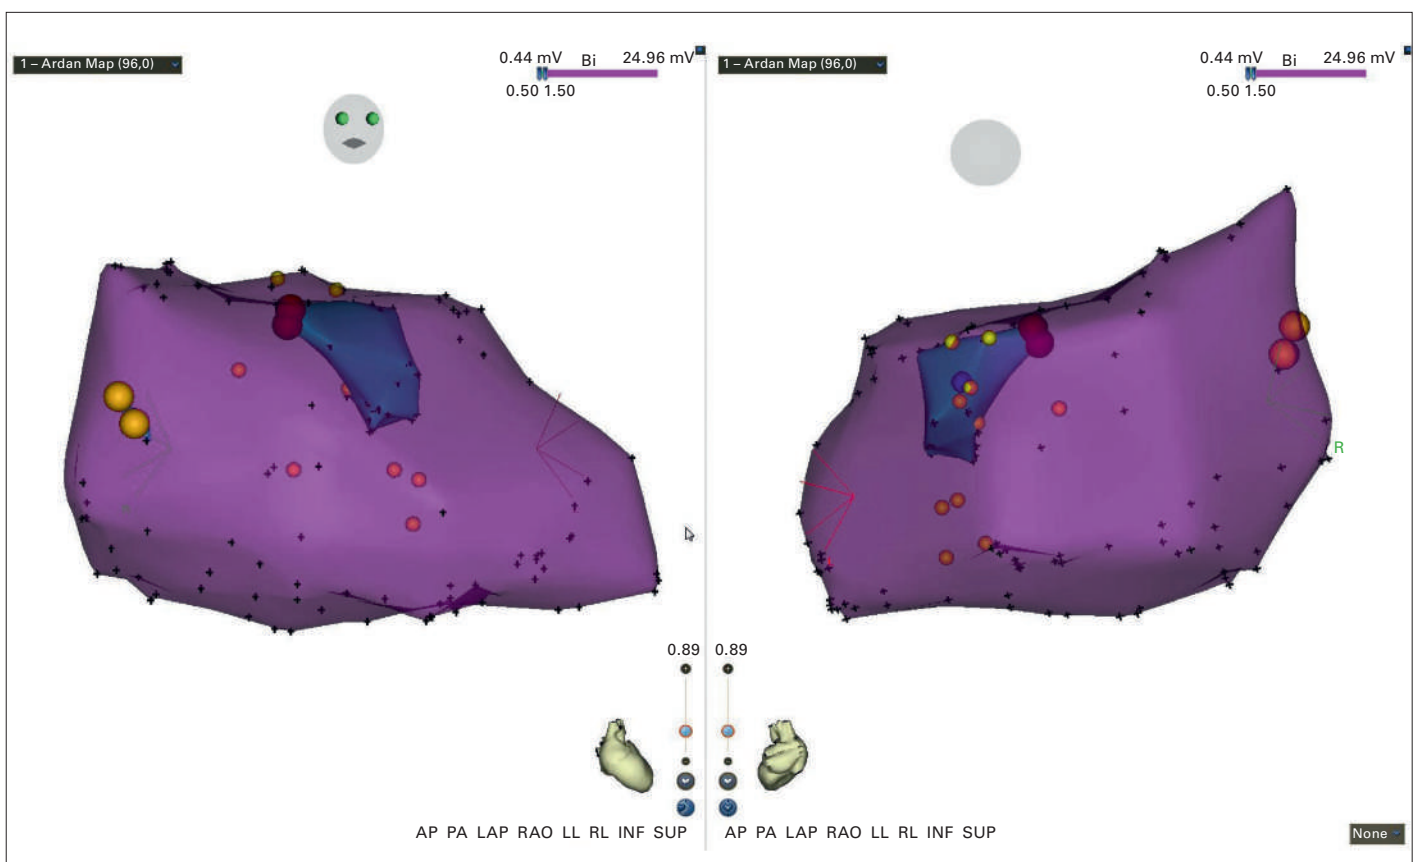 1 – Ardan Map (96,0)
0.44 mV Bi 24.96 mV
0.50 1.50
1 – Ardan Map (96,0)
0.44 mV Bi 24.96 mV
0.50 1.50
R
0.89
0.89
AP PA LAP RAO LL RL INF SUP
AP PA LAP RAO LL RL INF SUP
None